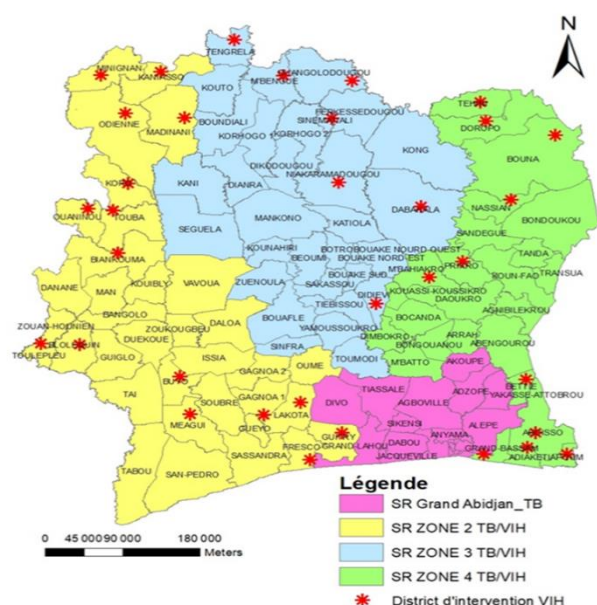 N
TENGRELA
MINIGNAN
M'BENGUE
KOUTO
ODIENNE
MADINANI
BOUNDIALI
KORHOGO 1
KORHOGO 2
FERKESSEDOUGOU
KONG
DOROPO
BOUNA
DIKODOUGOU
NIAKARAMADOUGOU
KANI
DIANRA
NASSIAN
OUANINOU
TOUBA
MANKONO
KATIOLA
DABAKALA
BONDOUKOU
SEGUELA
SANDEGUE
BIANKOUMA
KOUNAHIRI
BEOUMI
BOTRO
BOUAKE NOURD-OUEST
BOUAKE NORD-EST
TANDA
DANANE
MAN
KOUIBLY
VAVOUA
ZUENOULA
SAKASSOU
BOUAKE SUD
M'BAHIAKRO
PRIKRO
KOUN-FAO
TRANSUA
KOUASSI-KOUSSIKRO
DAOUKRO
BANGOLO
TIEBISSOU
DIDIEVI
AGNIBILEKROU
ZOUAN-HOUNIEN
ZOUKOUGBEU
DALOA
BOUAFLE
YAMOUSSOUKRO
BOCANDA
TOULEPLEU
DUEKOUE
DIMBOKRO
ARRAH
ABENGOUROU
GUIGLO
ISSIA
SINFRA
TOUMODI
BONGOUANOU
M'BATTO
GAGNOA 2
OUME
AKOUPE
TAI
BUYO
SOUBRE
GAGNOA 1
LAKOTA
DIVO
TIASSALE
AGBOVILLE
ADZOPE
BETTIE
YAKASSE-ATTOBROU
MEAGUI
GUEYO
SIKENSI
ALEPE
GUITRY
ANYAMA
ABOISSO
TABOU
SAN-PEDRO
SASSANDRA
FRESCO
GRAND-LAHOU
DABOU
JACQUEVILLE
GRAND-BASSAM
ADIAKE
TIAPOUM
Légende
SR Grand Abidjan_TB
SR ZONE 2 TB/VIH
SR ZONE 3 TB/VIH
SR ZONE 4 TB/VIH
District d'intervention VIH
0 45 000 90 000 180 000
Meters